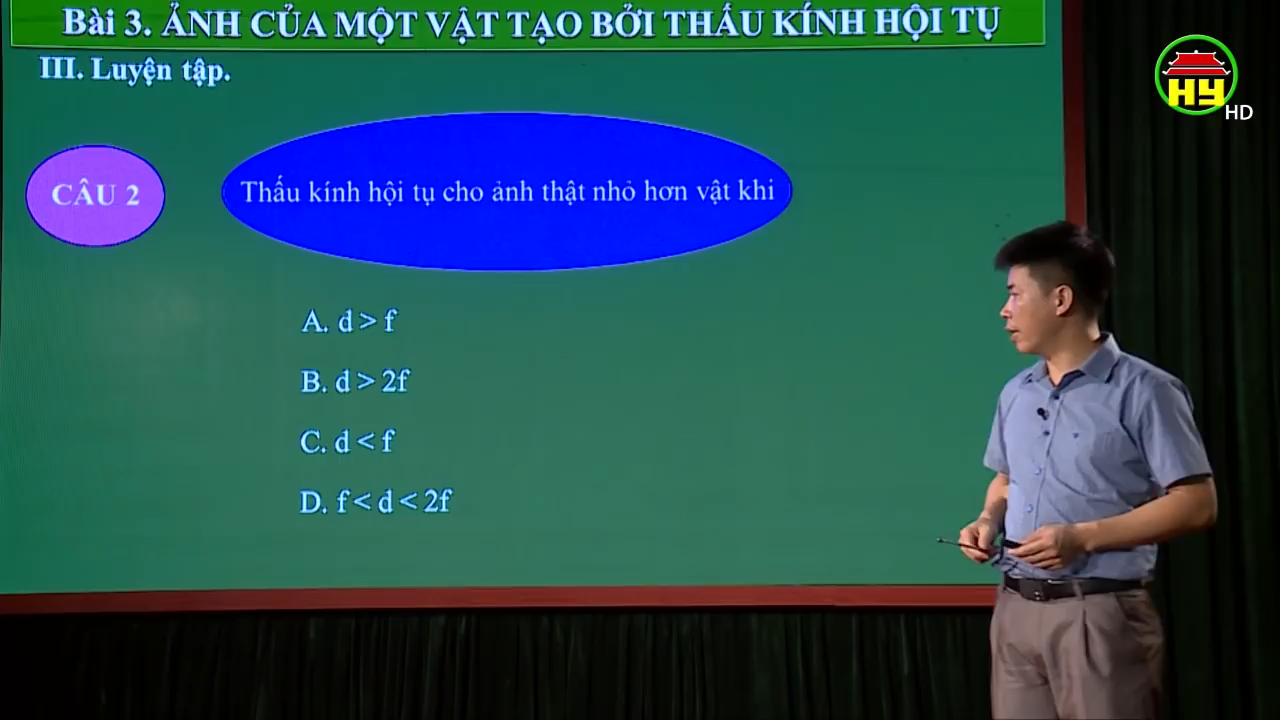 Bài 3. ẢNH CỦA MỘT VẬT TẠO BỞI THẤU KÍNH HỘI TỤ
III. Luyện tập.
HY
HD
CÂU 2
Thấu kính hội tụ cho ảnh thật nhỏ hơn vật khi
A. d > f
B. d > 2f
C. d < f
D. f < d < 2f